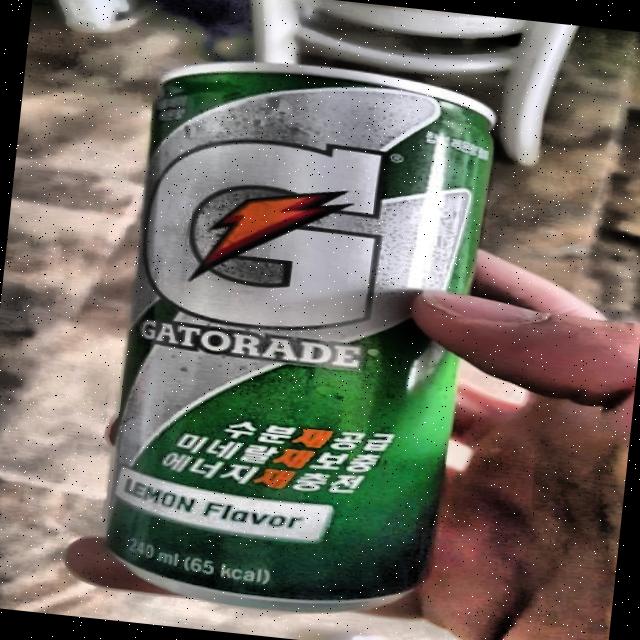 G
GATORADE
수분재공급
미네랄재보충
에너지재충전
LEMON Flavor
240 ml (65 kcal)